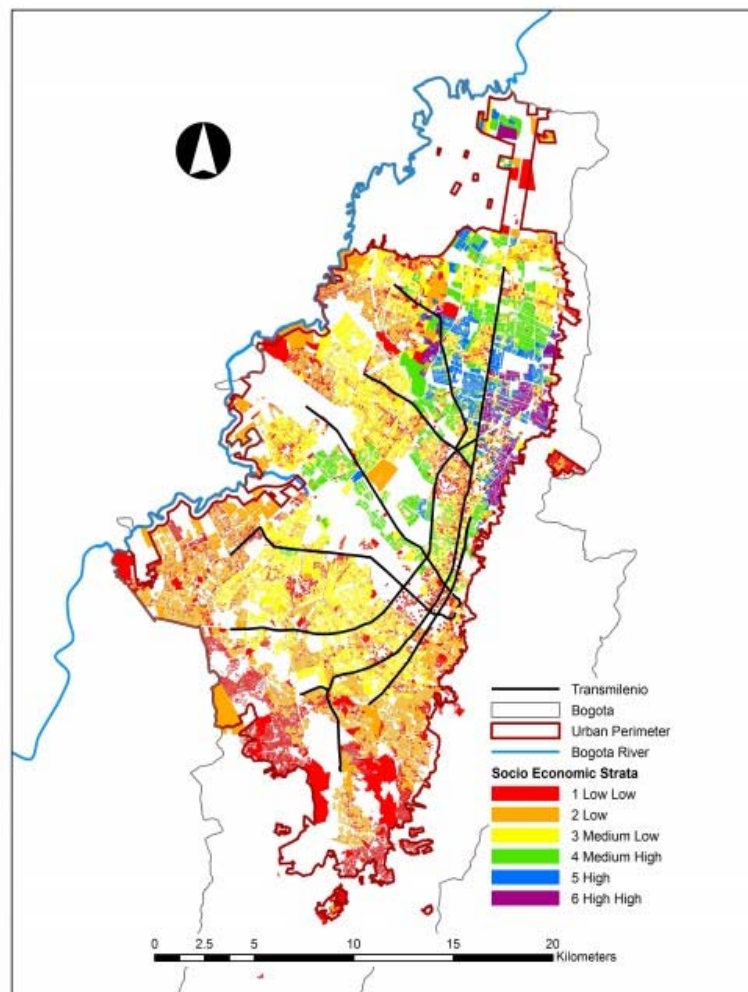 Transmilenio
Bogota
Urban Perimeter
Bogota River
Socio Economic Strata
1 Low Low
2 Low
3 Medium Low
4 Medium High
5 High
6 High High
0 2.5 5 10 15 20
Kilometers